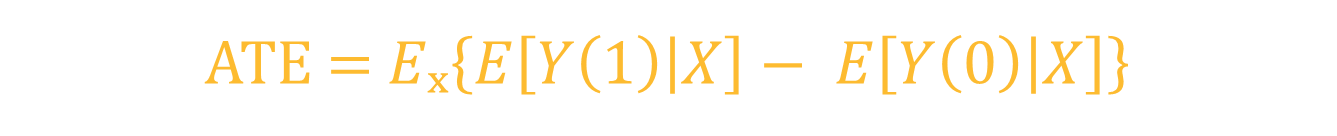 ATE = Eₓ{E[Y(1)|X] − E[Y(0)|X]}